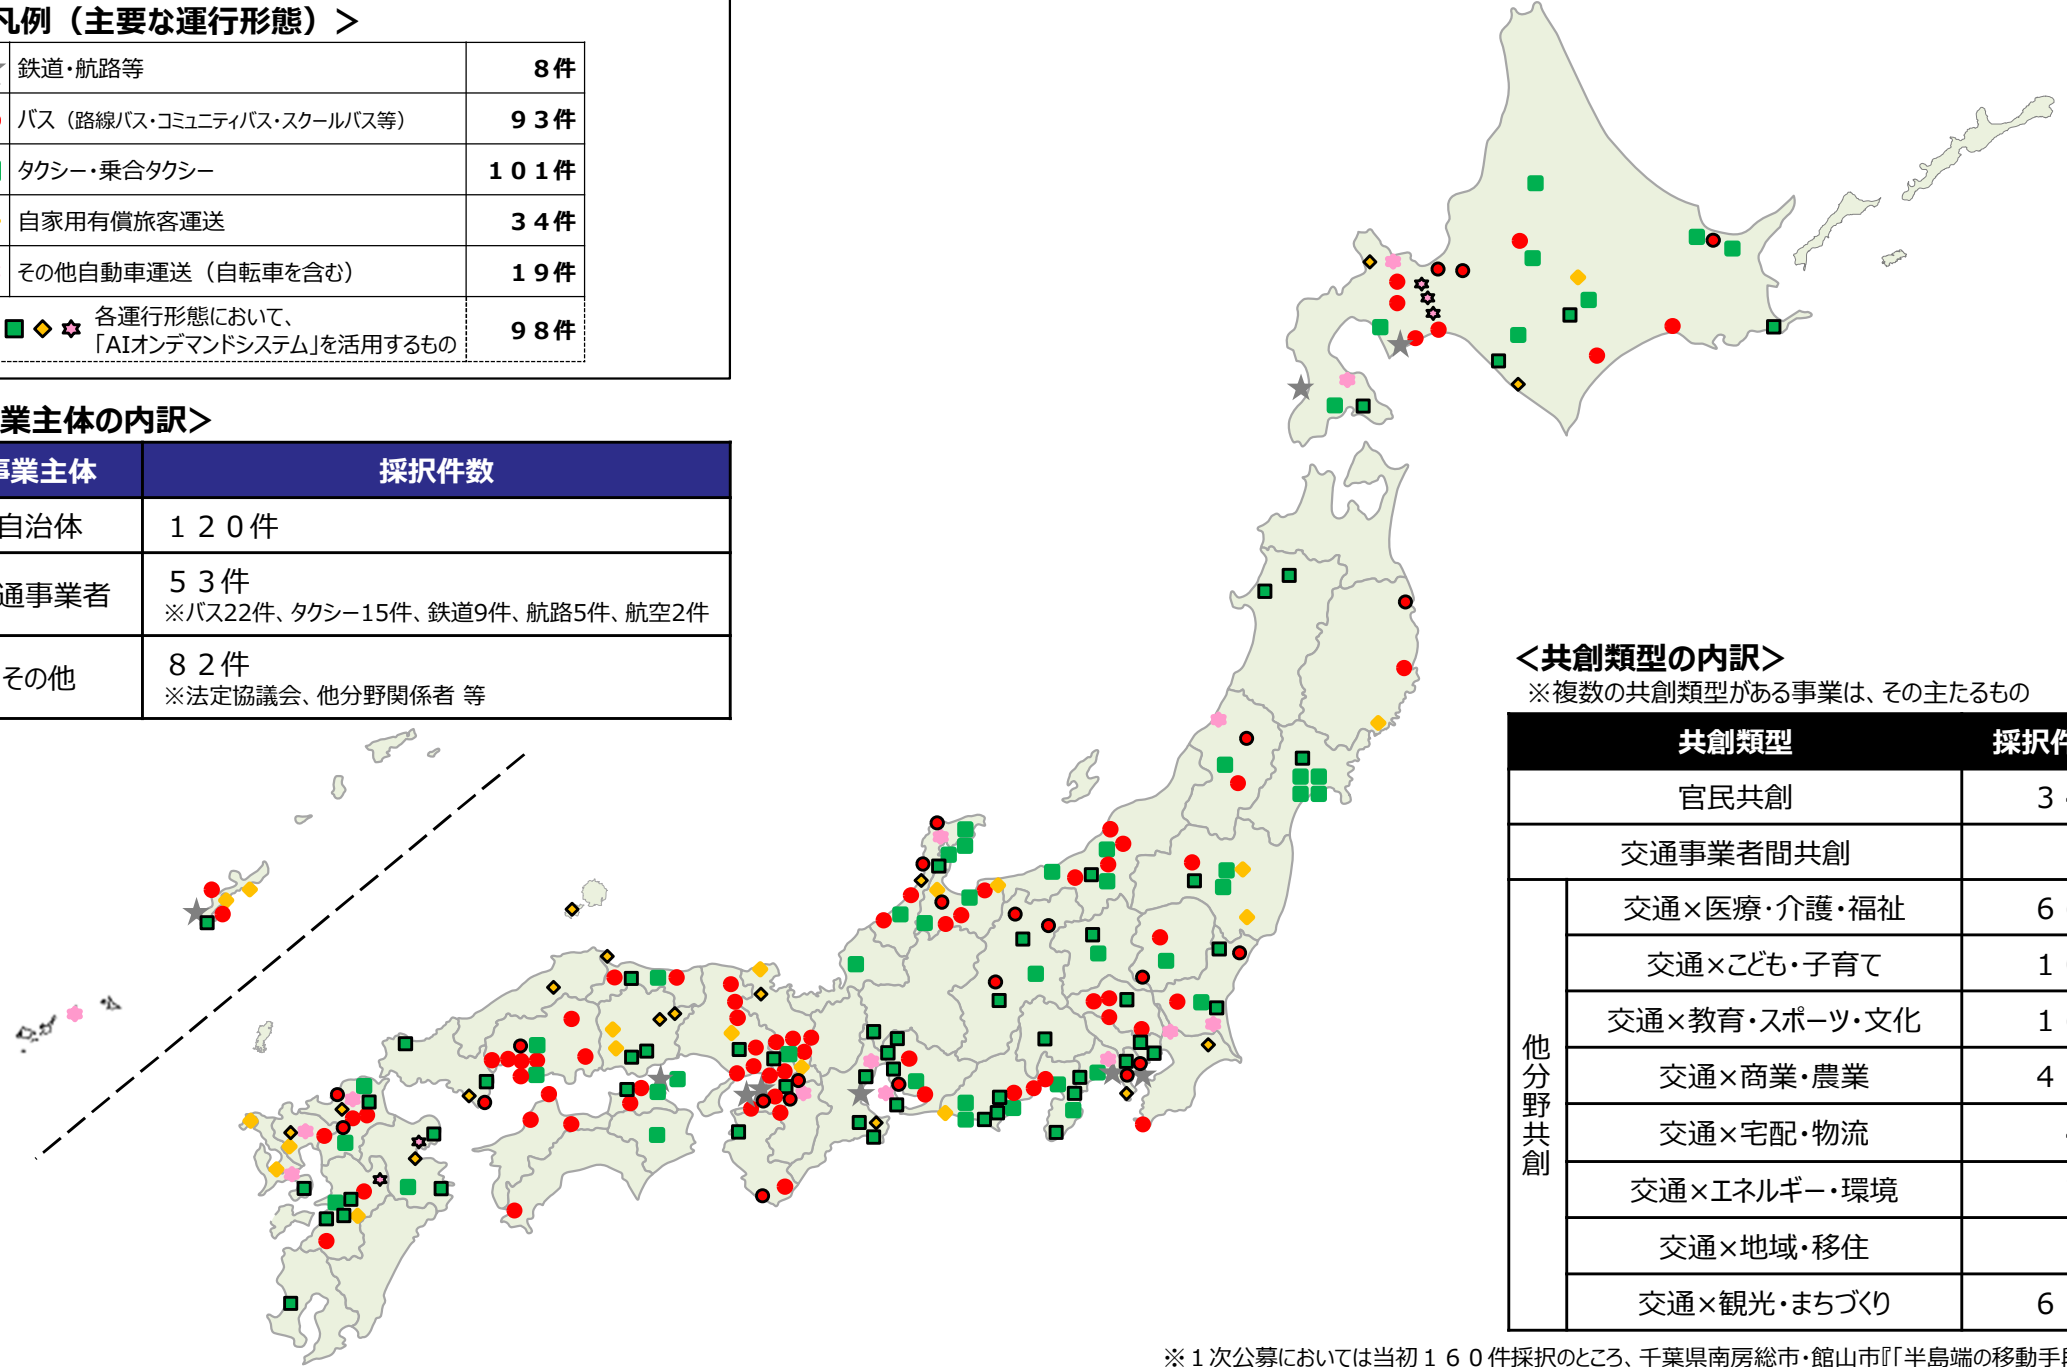 凡例（主要な運行形態）＞
鉄道・航路等 8件
バス（路線バス・コミュニティバス・スクールバス等） 93件
タクシー・乗合タクシー 101件
自家用有償旅客運送 34件
その他自動車運送（自転車を含む） 19件
各運行形態において、
「AIオンデマンドシステム」を活用するもの 98件
業主体の内訳＞
事業主体 採択件数
自治体 １２０件
通事業者 ５３件
※バス22件、タクシー15件、鉄道9件、航路5件、航空2件
その他 ８２件
※法定協議会、他分野関係者 等
＜共創類型の内訳＞
※複数の共創類型がある事業は、その主たるもの
共創類型 採択件
官民共創 3
交通事業者間共創
他分野共創
交通×医療・介護・福祉 6
交通×こども・子育て 1
交通×教育・スポーツ・文化 1
交通×商業・農業 4
交通×宅配・物流
交通×エネルギー・環境
交通×地域・移住
交通×観光・まちづくり 6
※１次公募においては当初１６０件採択のところ、千葉県南房総市・館山市『「半島端の移動手